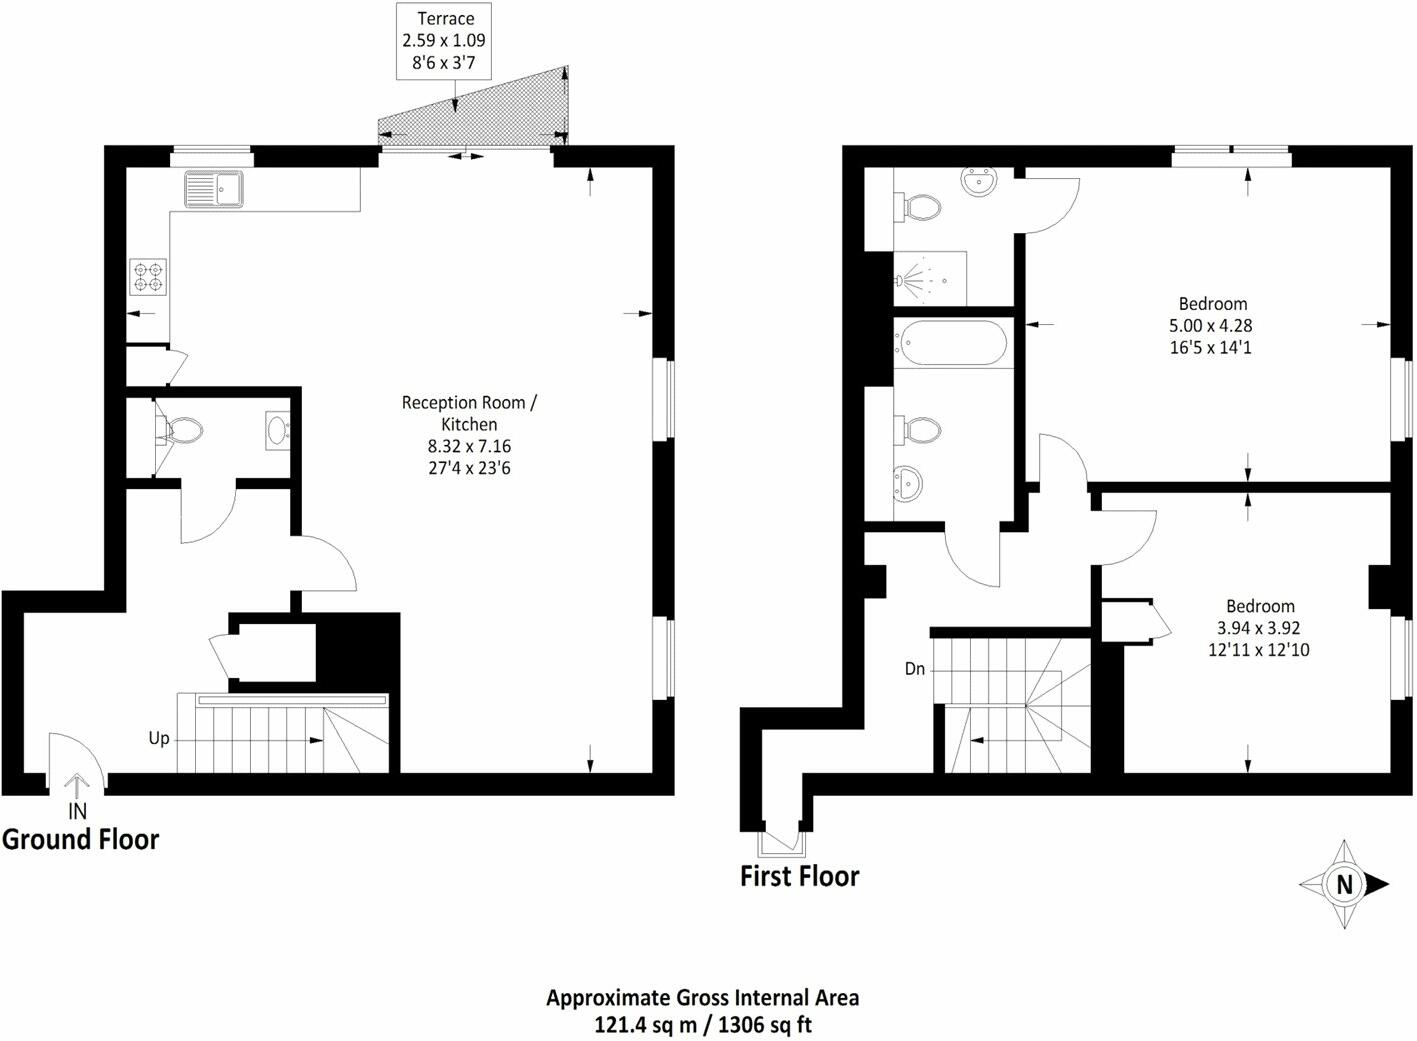 Terrace
2.59 x 1.09
8'6 x 3'7
Reception Room /
Kitchen
8.32 x 7.16
27'4 x 23'6
Up
IN
Ground Floor
Bedroom
5.00 x 4.28
16'5 x 14'1
Bedroom
3.94 x 3.92
12'11 x 12'10
Dn
First Floor
N
Approximate Gross Internal Area
121.4 sq m / 1306 sq ft